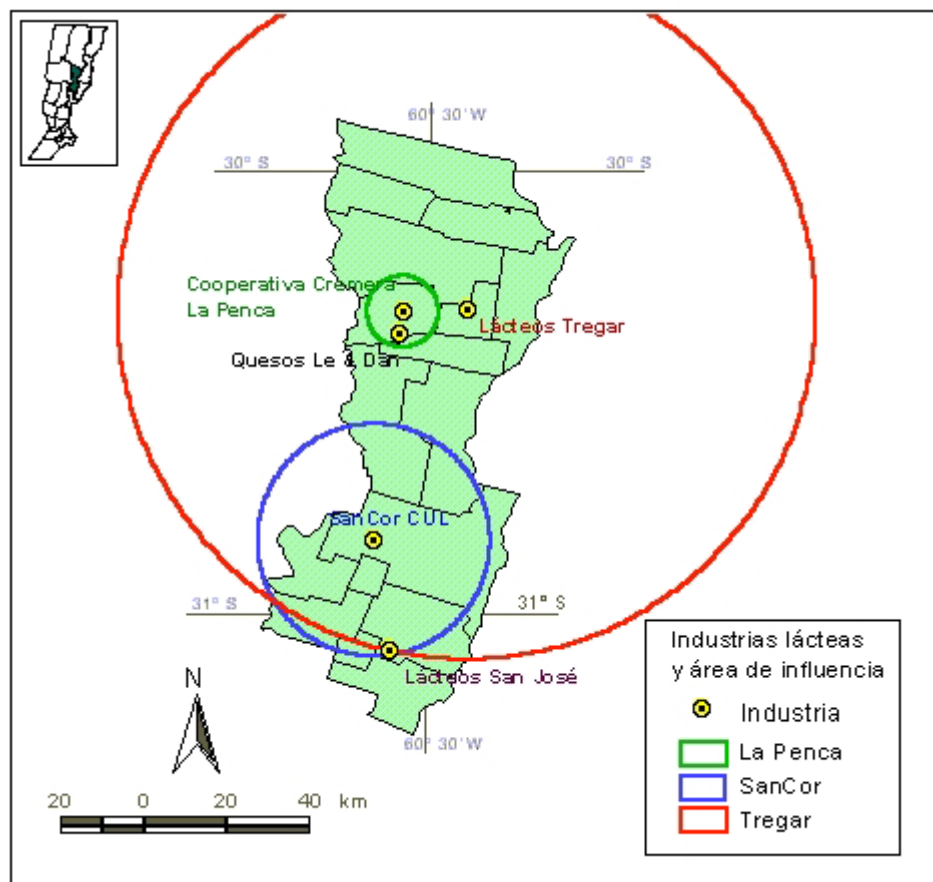 60° 30' W
30° S
30° S
Cooperativa Cremera
La Penca
Lácteos Tregar
Quesos Le & Dan
SanCor CUL
31° S
31° S
Lácteos San José
60° 30' W
N
20 0 20 40 km
Industrias lácteas
y área de influencia
Industria
La Penca
SanCor
Tregar